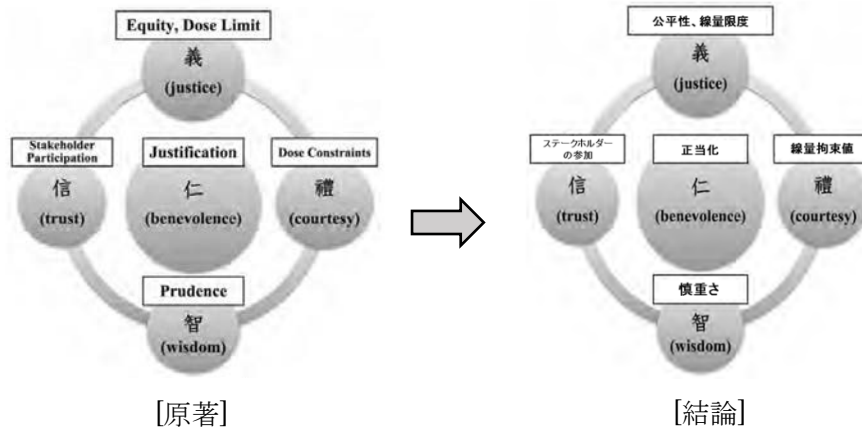 Equity, Dose Limit
義
(justice)
Stakeholder
Participation
信
(trust)
Justification
仁
(benevolence)
Dose Constraints
禮
(courtesy)
Prudence
智
(wisdom)
[原著]
公平性、線量限度
義
(justice)
ステークホルダー
の参加
信
(trust)
正当化
仁
(benevolence)
線量拘束値
禮
(courtesy)
慎重さ
智
(wisdom)
[結論]